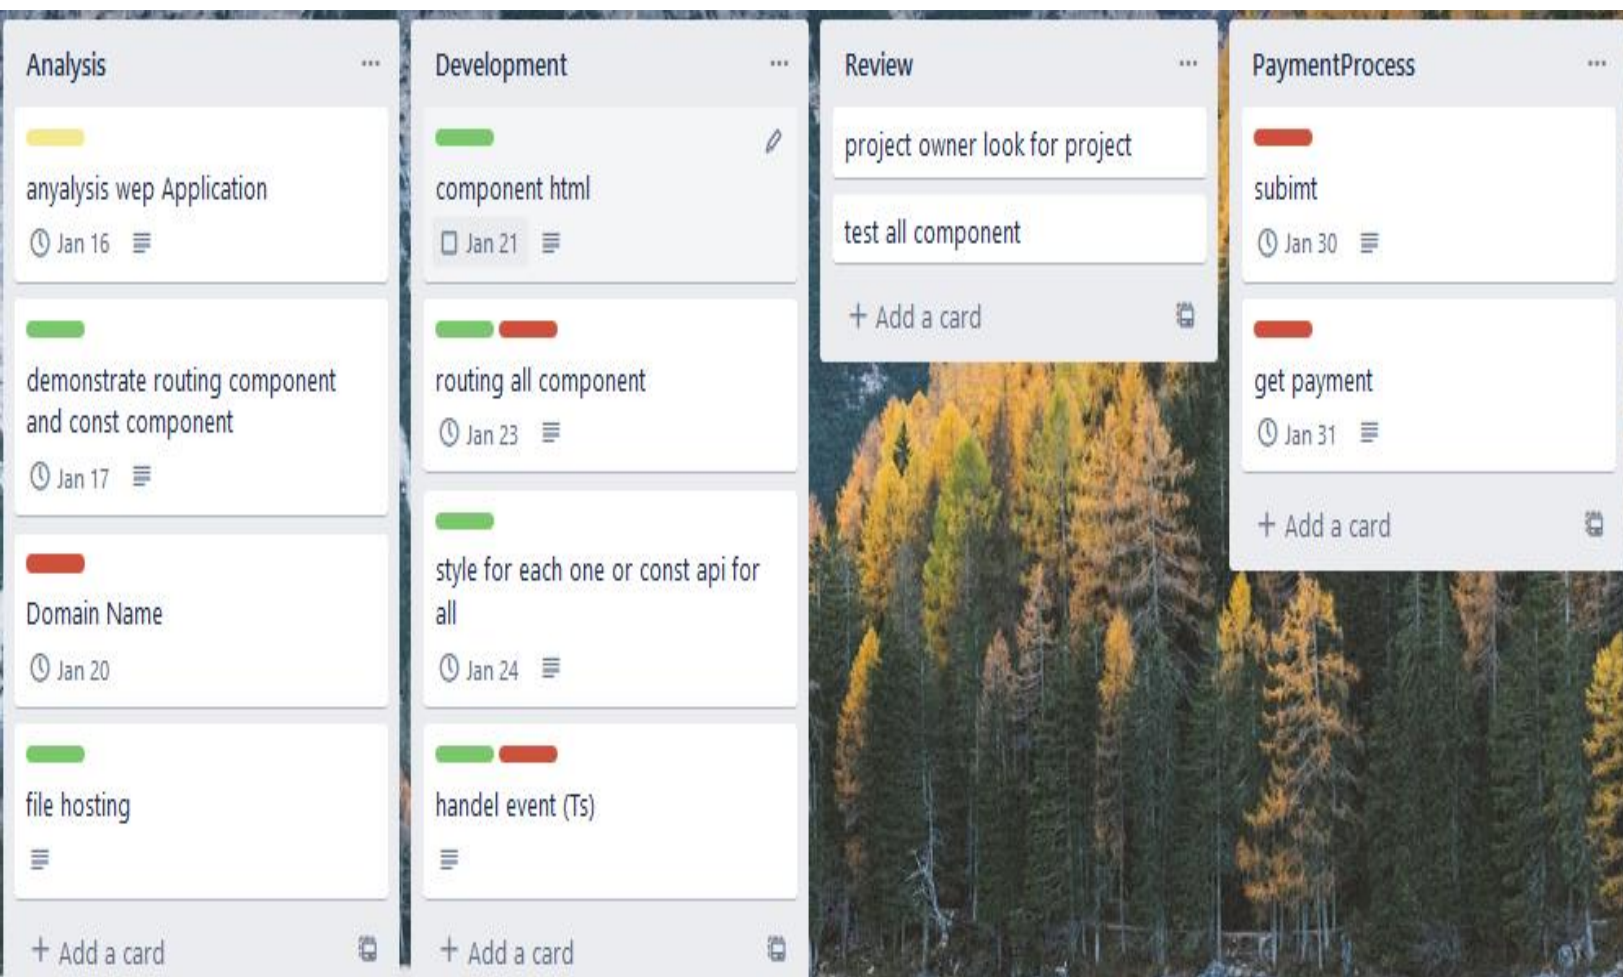 Analysis
anyalysis wep Application
Jan 16
demonstrate routing component
and const component
Jan 17
Domain Name
Jan 20
file hosting
+ Add a card
Development
component html
Jan 21
routing all component
Jan 23
style for each one or const api for
all
Jan 24
handel event (Ts)
+ Add a card
Review
project owner look for project
test all component
+ Add a card
PaymentProcess
subimt
Jan 30
get payment
Jan 31
+ Add a card